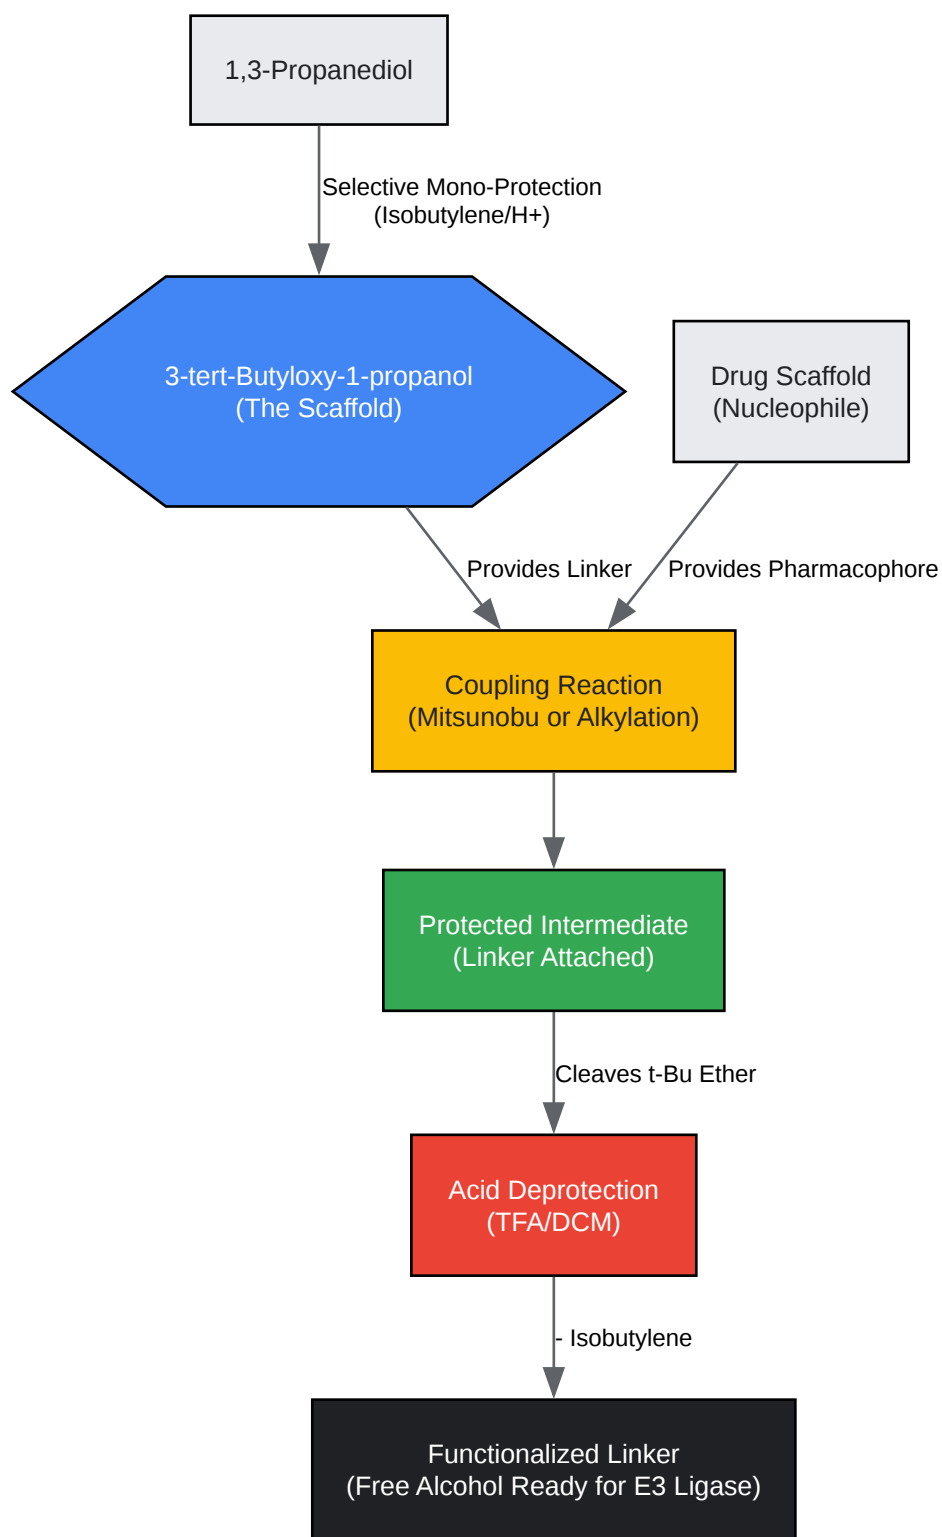 1,3-Propanediol
Selective Mono-Protection
(Isobutylene/H+)
3-tert-Butyloxy-1-propanol
(The Scaffold)
Drug Scaffold
(Nucleophile)
Provides Linker
Provides Pharmacophore
Coupling Reaction
(Mitsunobu or Alkylation)
Protected Intermediate
(Linker Attached)
Cleaves t-Bu Ether
Acid Deprotection
(TFA/DCM)
- Isobutylene
Functionalized Linker
(Free Alcohol Ready for E3 Ligase)